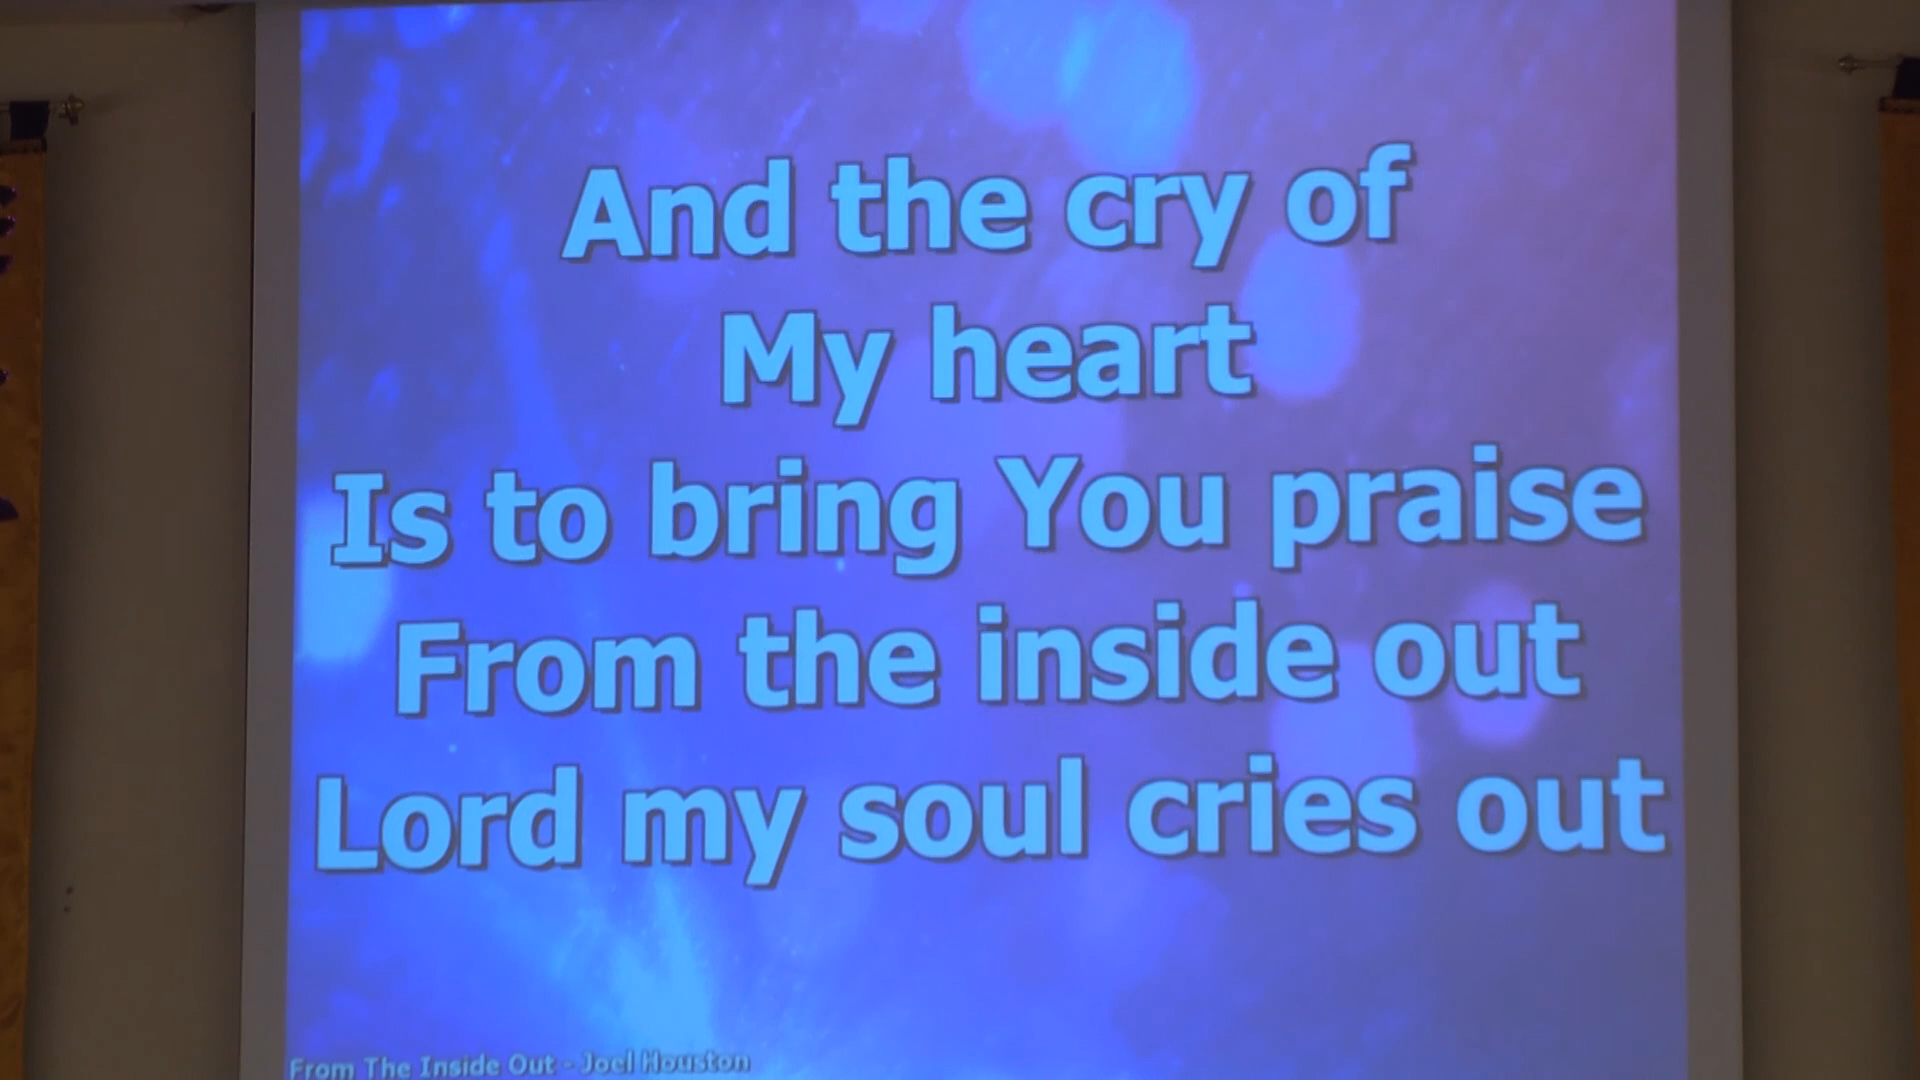 And the cry of
My heart
Is to bring You praise
From the inside out
Lord my soul cries out
From The Inside Out - Joel Houston